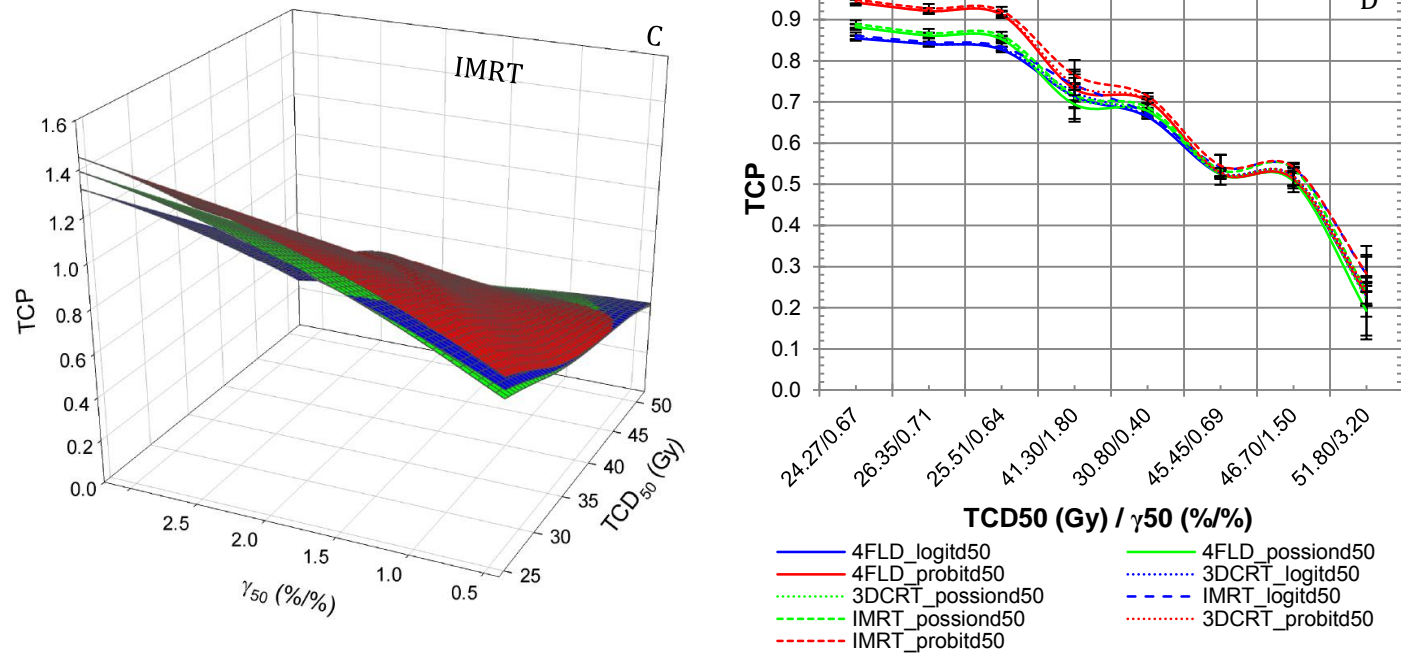 C
IMRT
1.6
1.4
1.2
1.0
0.8
0.6
0.4
0.2
0.0
TCP
2.5
2.0
1.5
1.0
0.5
γ50 (%/%)
50
45
40
35
30
25
TCD50 (Gy)
D
0.9
0.8
0.7
0.6
0.5
0.4
0.3
0.2
0.1
0.0
TCP
24.27/0.67
26.35/0.71
25.51/0.64
41.30/1.80
30.80/0.40
45.45/0.69
46.70/1.50
51.80/3.20
TCD50 (Gy) / γ50 (%/%)
4FLD_logitd50
4FLD_possiond50
4FLD_probitd50
3DCRT_logitd50
3DCRT_possiond50
IMRT_logitd50
IMRT_possiond50
3DCRT_probitd50
IMRT_probitd50